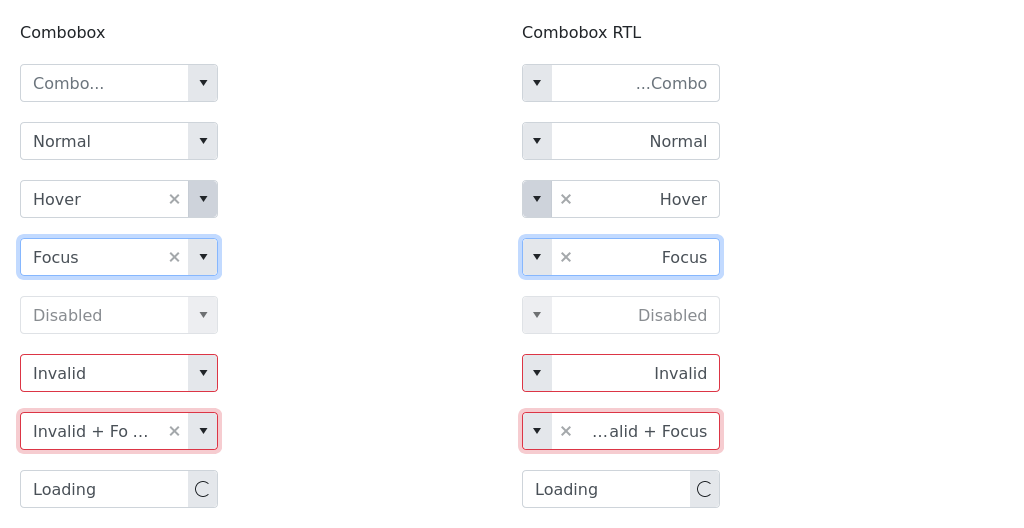 Combobox
Combo...
Normal
Hover
Focus
Disabled
Invalid
Invalid + Fo ...
Loading
Combobox RTL
...Combo
Normal
Hover
Focus
Disabled
Invalid
...alid + Focus
Loading